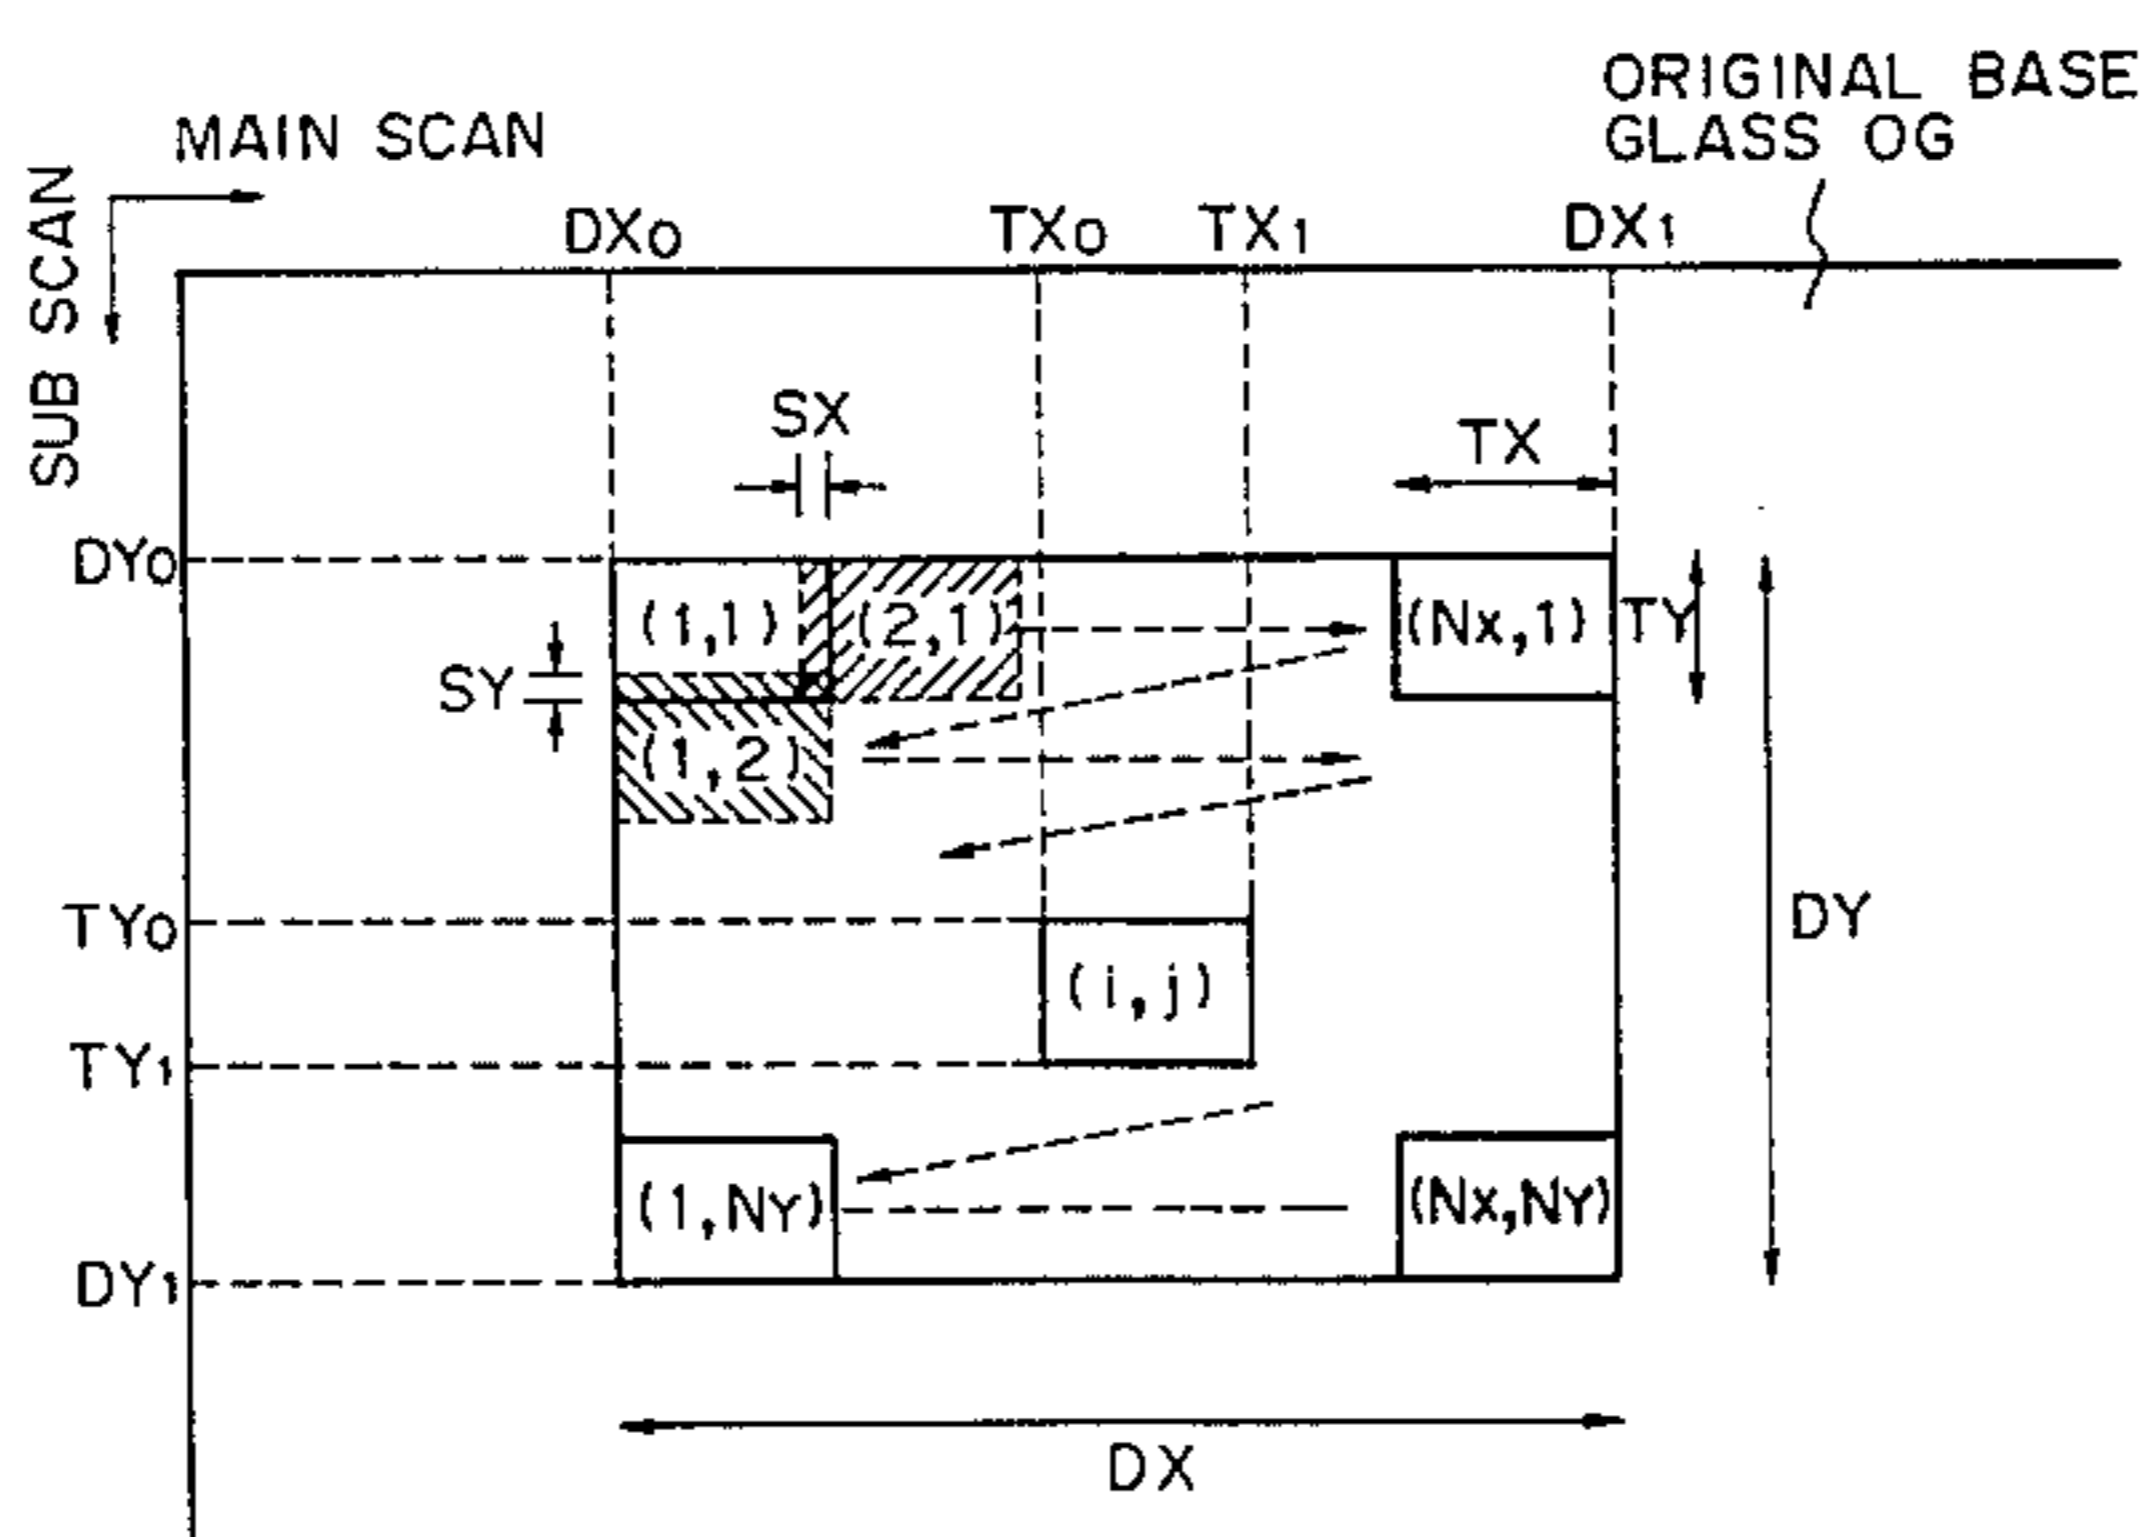 ORIGINAL BASE
GLASS OG
MAIN SCAN
SUB SCAN
DX0 TX0 TX1 DX1
SX
TX
DY0
(1,1) (2,1) (Nx,1) TY
SY
(1,2)
TY0
DY
(i,j)
TY1
(1,NY) (Nx,NY)
DY1
DX